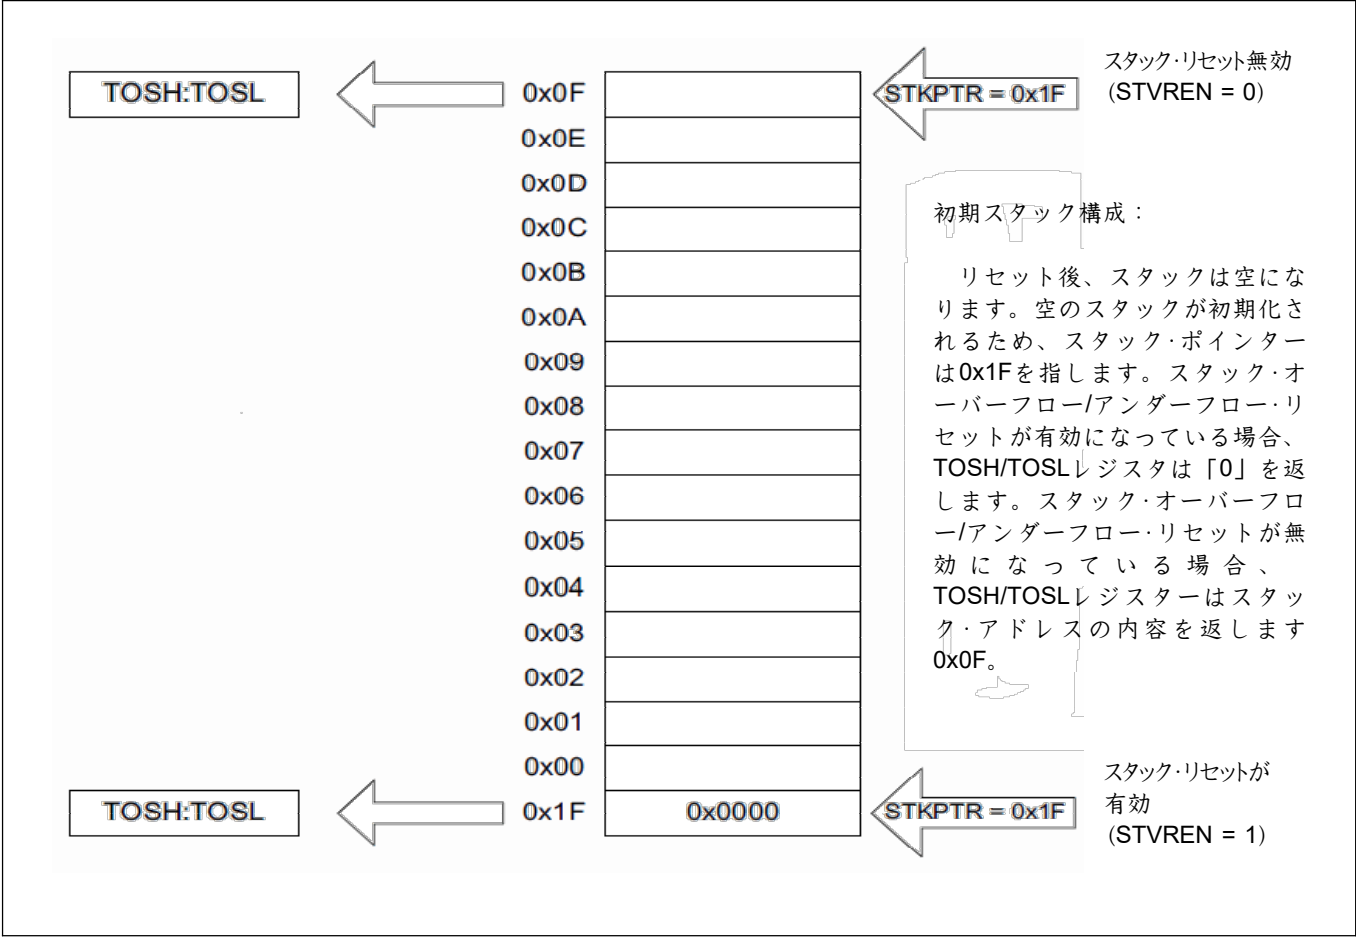 スタック･リセット無効
TOSH:TOSL 0x0F STKPTR = 0x1F (STVREN = 0)
0x0E
0x0D
0x0C
0x0B
0x0A
0x09
0x08
0x07
0x06
0x05
0x04
0x03
0x02
0x01
0x00
初期スタック構成：
リセット後、スタックは空にな
ります。空のスタックが初期化さ
れるため、スタック･ポインター
は0x1Fを指します。スタック･オ
ーバーフロー/アンダーフロー･リ
セットが有効になっている場合、
TOSH/TOSLレジスタは「0」を返
します。スタック･オーバーフロ
ー/アンダーフロー･リセットが無
効になっている場合、
TOSH/TOSLレジスターはスタッ
ク･アドレスの内容を返します
0x0F。
スタック･リセットが
有効
TOSH:TOSL 0x1F 0x0000 STKPTR = 0x1F
(STVREN = 1)